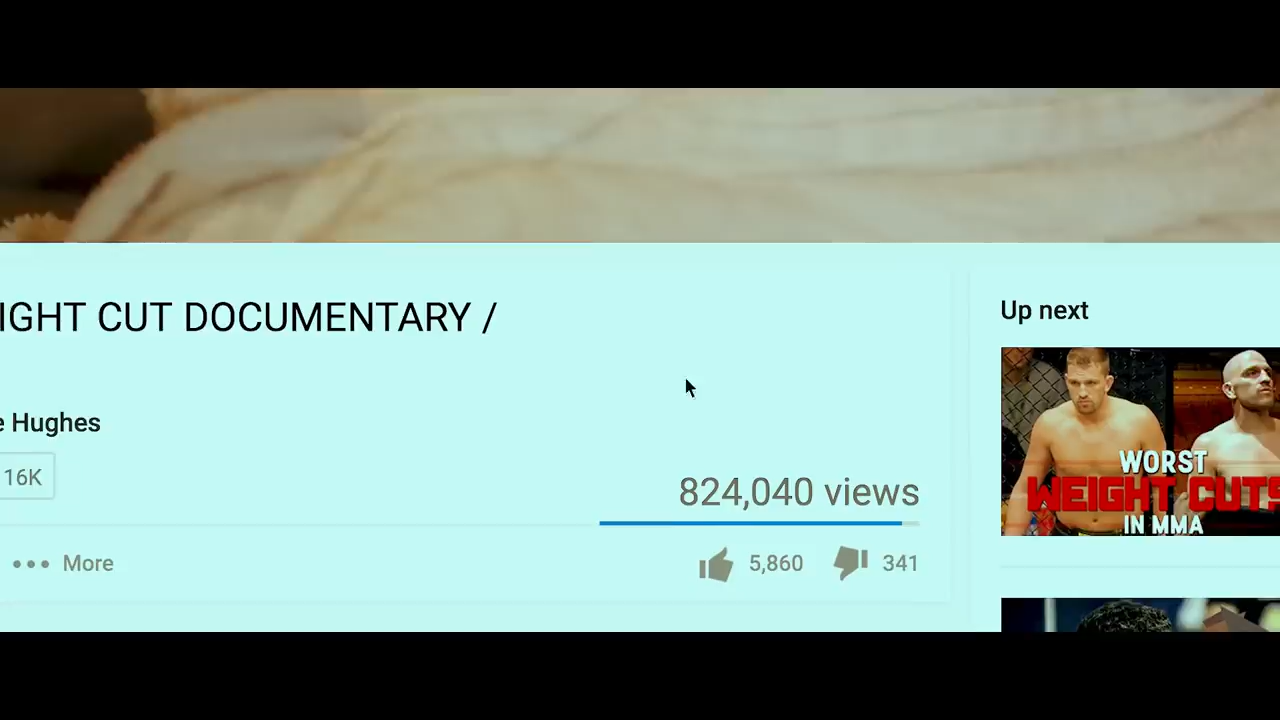 IGHT CUT DOCUMENTARY /
e Hughes
16K
824,040 views
More
5,860
341
Up next
WORST
WEIGHT CUTS
IN MMA